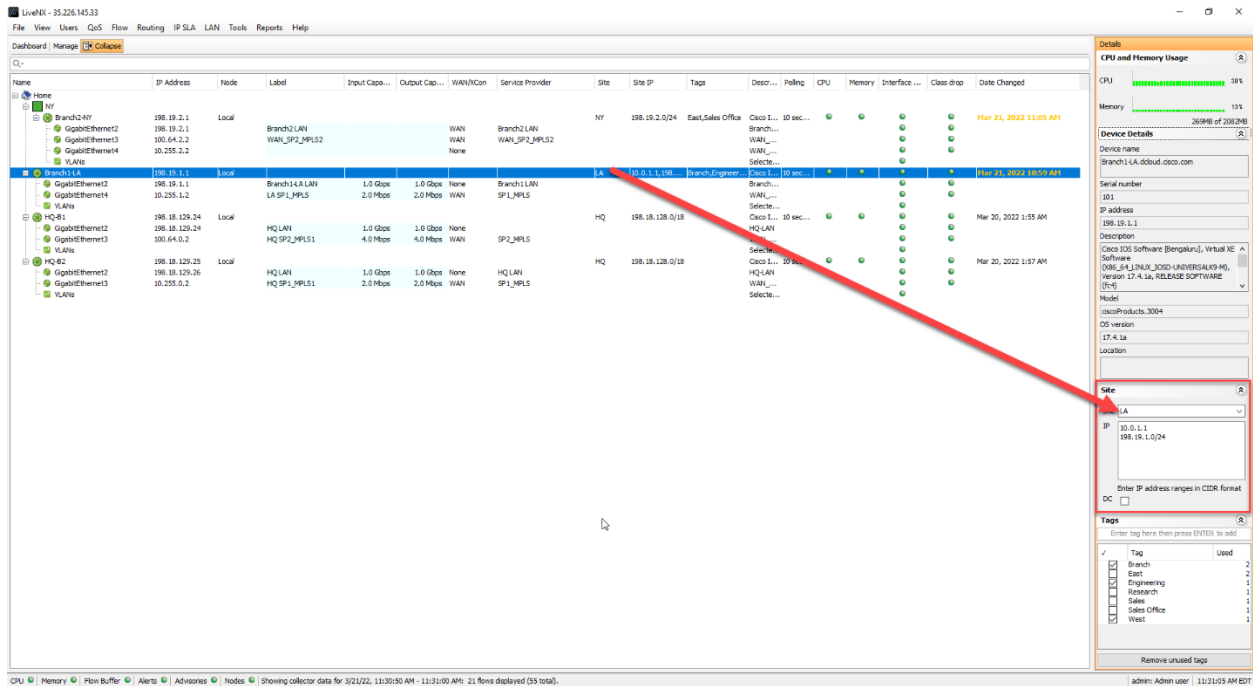 LiveNX - 35.226.145.33
File View Users QoS Flow Routing IP SLA LAN Tools Reports Help
Dashboard Manage Collapse
Name IP Address Node Label Input Capa... Output Cap... WAN/XCon Service Provider Site Site IP Tags Descr... Polling CPU Memory Interface ... Class drop Date Changed
Home
NY
Branch2-NY 198.19.2.1 Local NY 198.19.2.0/24 East,Sales Office Cisco I... 10 sec... Mar 21, 2022 11:05 AM
GigabitEthernet2 198.19.2.1 Branch2 LAN WAN Branch2 LAN Branch...
GigabitEthernet3 100.64.2.2 WAN_SP2_MPLS2 WAN WAN_SP2_MPLS2 WAN_...
GigabitEthernet4 10.255.2.2 None WAN_...
VLANs Selecte...
Branch1-LA 198.19.1.1 Local LA 10.0.1.1,198.... Branch,Engineer... Cisco I... 10 sec... Mar 21, 2022 10:59 AM
GigabitEthernet2 198.19.1.1 Branch1-LA LAN 1.0 Gbps 1.0 Gbps None Branch1 LAN Branch...
GigabitEthernet4 10.255.1.2 LA SP1_MPLS 2.0 Mbps 2.0 Mbps WAN SP1_MPLS WAN_...
VLANs Selecte...
HQ-B1 198.18.129.24 Local HQ 198.18.128.0/18 Cisco I... 10 sec... Mar 20, 2022 1:55 AM
GigabitEthernet2 198.18.129.24 HQ LAN 1.0 Gbps 1.0 Gbps None HQ-LAN
GigabitEthernet3 100.64.0.2 HQ SP2_MPLS1 4.0 Mbps 4.0 Mbps WAN SP2_MPLS
VLANs Selecte...
HQ-B2 198.18.129.25 Local HQ 198.18.128.0/18 Cisco I... Mar 20, 2022 1:57 AM
GigabitEthernet2 198.18.129.26 HQ LAN 1.0 Gbps 1.0 Gbps None HQ LAN HQ-LAN
GigabitEthernet3 10.255.0.2 HQ SP1_MPLS1 2.0 Mbps 2.0 Mbps WAN SP1_MPLS WAN_...
VLANs Selecte...
Details
CPU and Memory Usage
CPU
Memory 13%
269MB of 2082MB
Device Details
Device name
Branch1-LA.dcloud.cisco.com
Serial number
101
IP address
198.19.1.1
Description
Cisco IOS Software [Bengaluru], Virtual XE
Software
(X86_64_LINUX_IOSD-UNIVERSALK9-M),
Version 17.4.1a, RELEASE SOFTWARE
(fc4)
Model
ciscoProducts.3004
OS version
17.4.1a
Location
Site
LA
IP 10.0.1.1
198.19.1.0/24
Enter IP address ranges in CIDR format
DC
Tags
Enter tag here then press ENTER to add
Tag Used
Branch 2
East 2
Engineering 1
Research 1
Sales 1
Sales Office 1
West 1
Remove unused tags
CPU Memory Flow Buffer Alerts Advisories Nodes Showing collector data for 3/21/22, 11:30:50 AM - 11:31:00 AM: 21 flows displayed (55 total). admin: Admin user 11:31:05 AM EDT